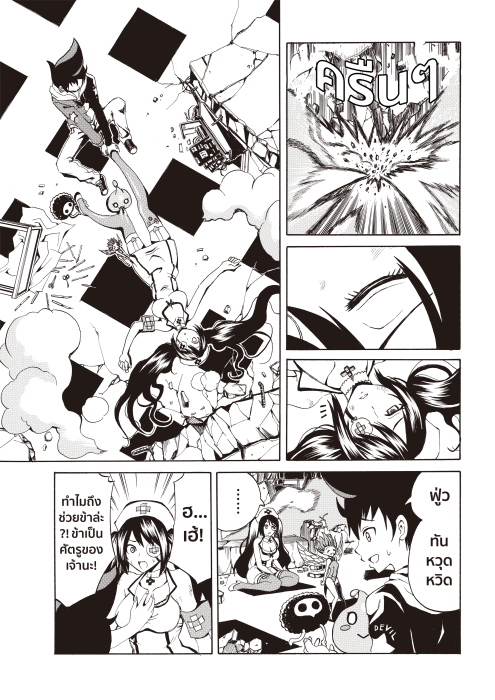 ครืนๆ
ฟู่ว
ทัน
หวุด
หวิด
DEVIL
......
ฮ...
เฮ้!
ทำไมถึง
ช่วยข้าล่ะ
?! ข้าเป็น
ศัตรูของ
เจ้านะ!